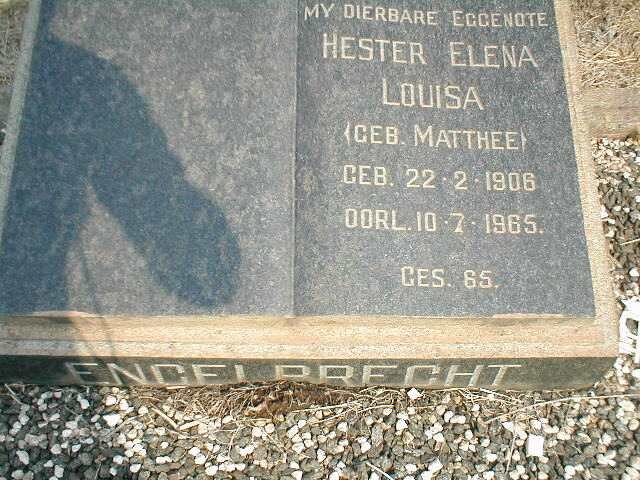 MY DIERBARE EGGENOTE
HESTER ELENA
LOUISA
(GEB. MATTHEE)
GEB. 22·2·1906
OORL. 10·7·1965.
GES. 65.
ENGELBRECHT